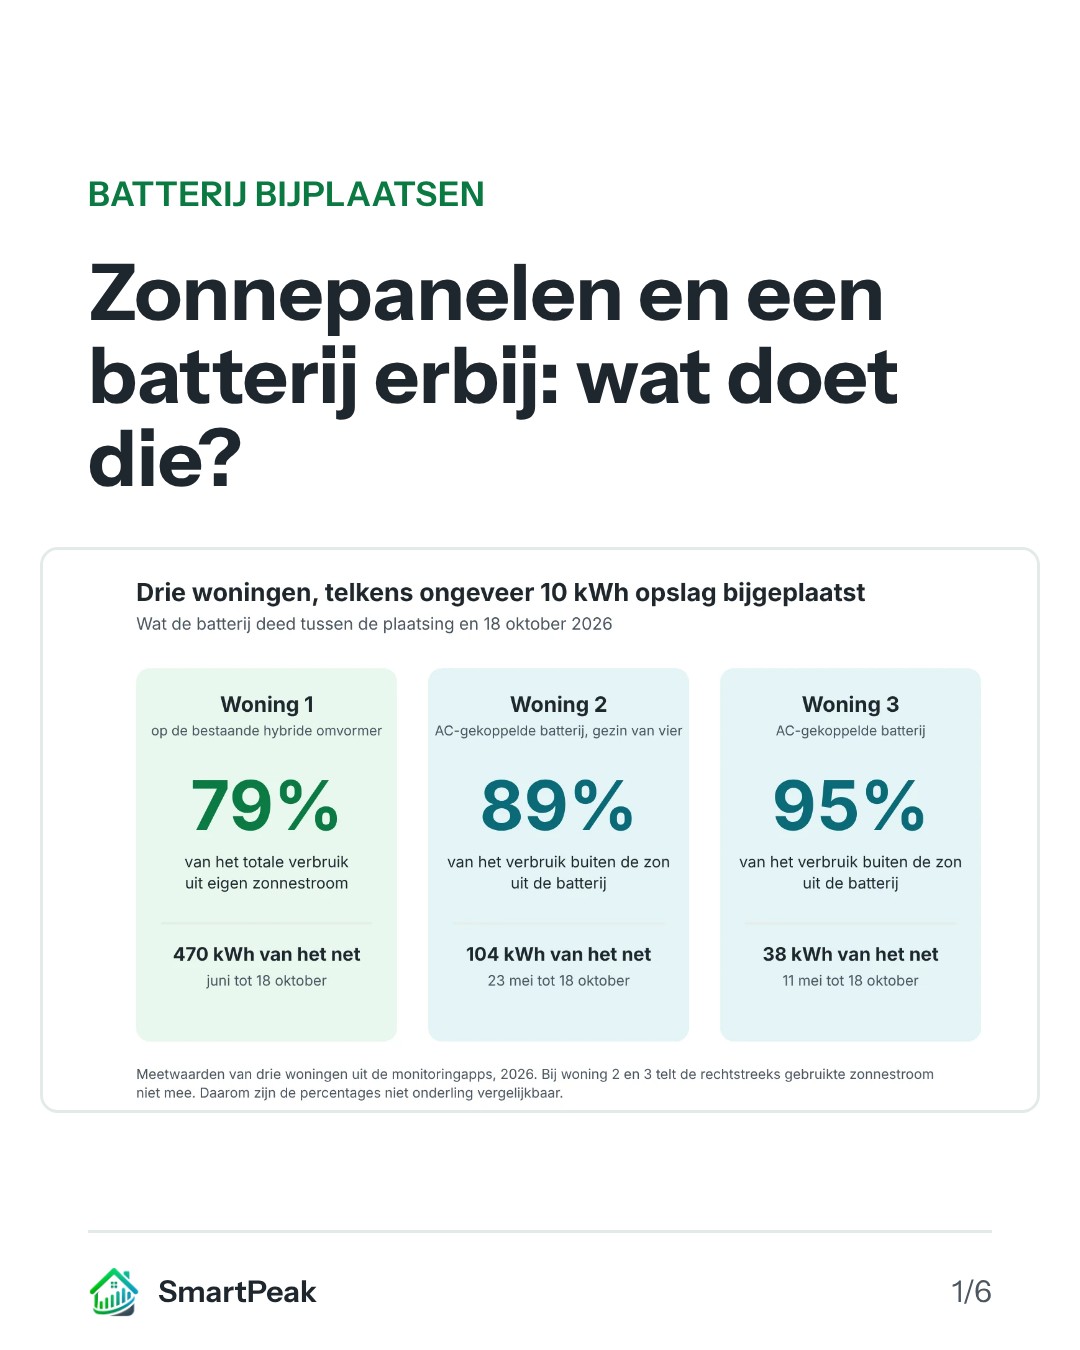 BATTERIJ BIJPLAATSEN
Zonnepanelen en een
batterij erbij: wat doet
die?
Drie woningen, telkens ongeveer 10 kWh opslag bijgeplaatst
Wat de batterij deed tussen de plaatsing en 18 oktober 2026
Woning 1
op de bestaande hybride omvormer
79%
van het totale verbruik
uit eigen zonnestroom
470 kWh van het net
juni tot 18 oktober
Woning 2
AC-gekoppelde batterij, gezin van vier
89%
van het verbruik buiten de zon
uit de batterij
104 kWh van het net
23 mei tot 18 oktober
Woning 3
AC-gekoppelde batterij
95%
van het verbruik buiten de zon
uit de batterij
38 kWh van het net
11 mei tot 18 oktober
Meetwaarden van drie woningen uit de monitoringapps, 2026. Bij woning 2 en 3 telt de rechtstreeks gebruikte zonnestroom
niet mee. Daarom zijn de percentages niet onderling vergelijkbaar.
SmartPeak
1/6